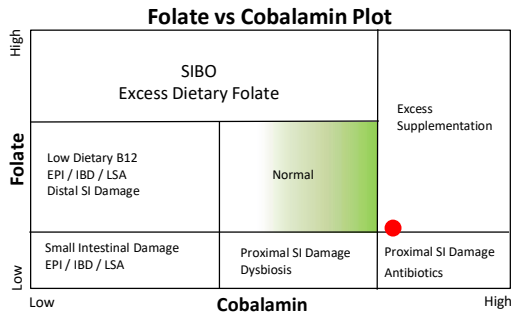 Folate vs Cobalamin Plot
High
SIBO
Excess Dietary Folate
Excess
Supplementation
Folate
Low Dietary B12
EPI / IBD / LSA
Distal SI Damage
Normal
Small Intestinal Damage
EPI / IBD / LSA
Proximal SI Damage
Dysbiosis
Proximal SI Damage
Antibiotics
Low
Low
Cobalamin
High